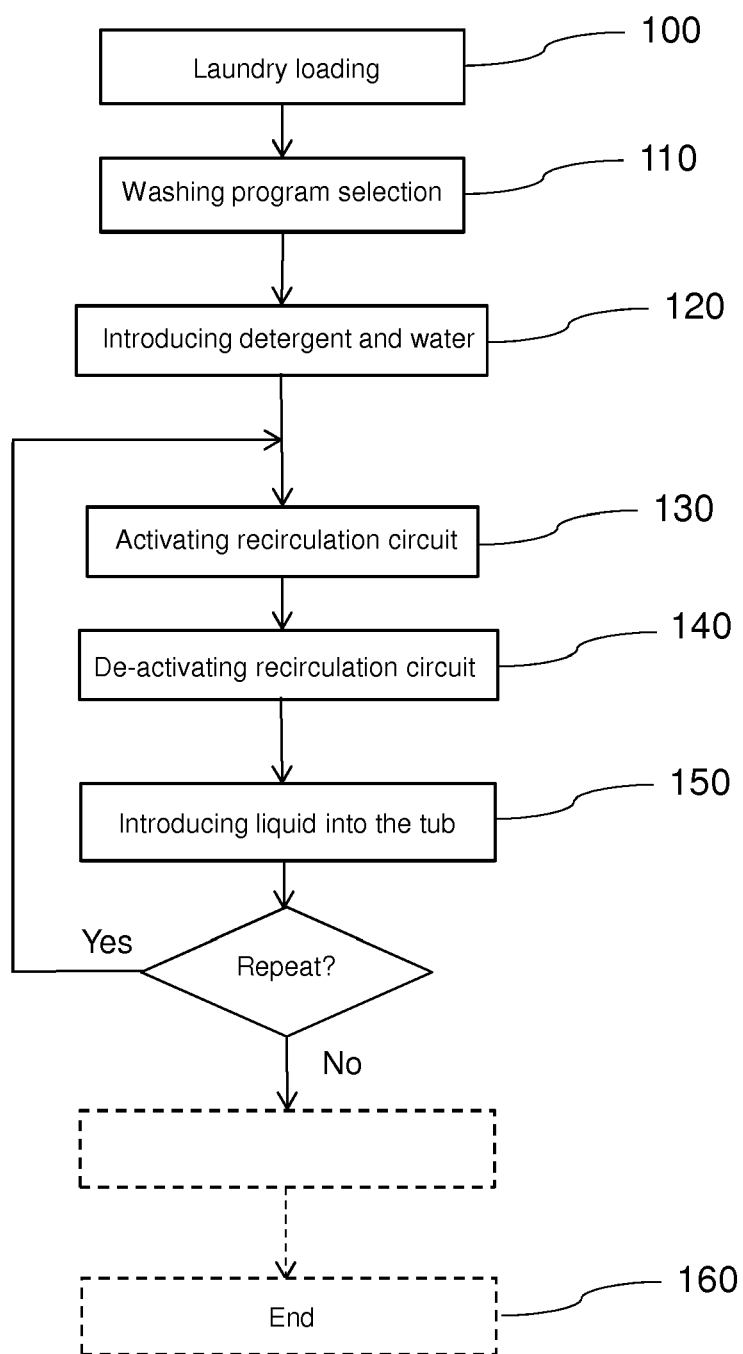 100
Laundry loading
110
Washing program selection
120
Introducing detergent and water
130
Activating recirculation circuit
140
De-activating recirculation circuit
150
Introducing liquid into the tub
Yes
Repeat?
No
160
End